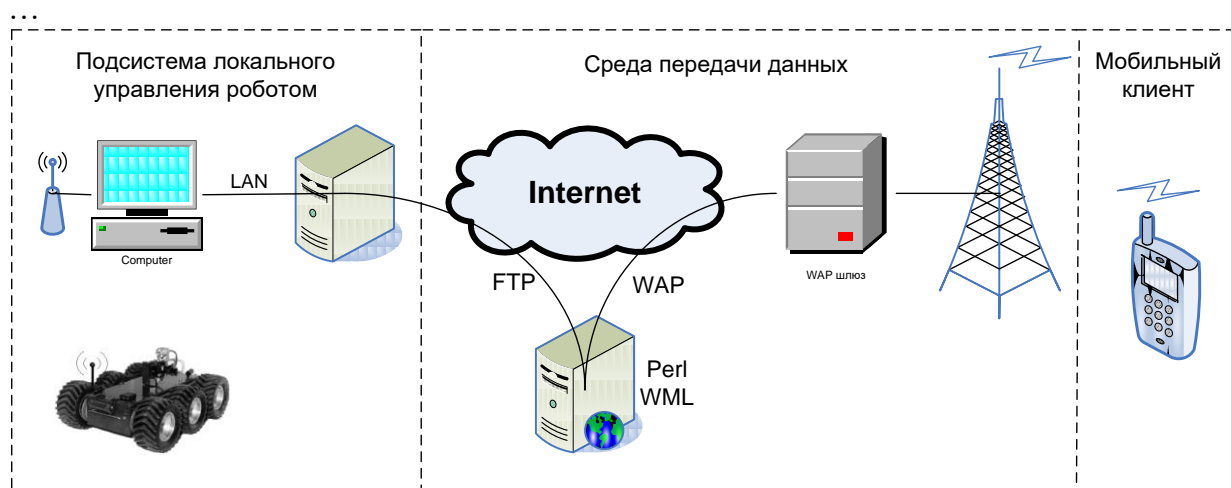 ...
Подсистема локального
управления роботом
Среда передачи данных
Мобильный
клиент
LAN
Internet
Computer
WAP шлюз
FTP
WAP
Perl
WML